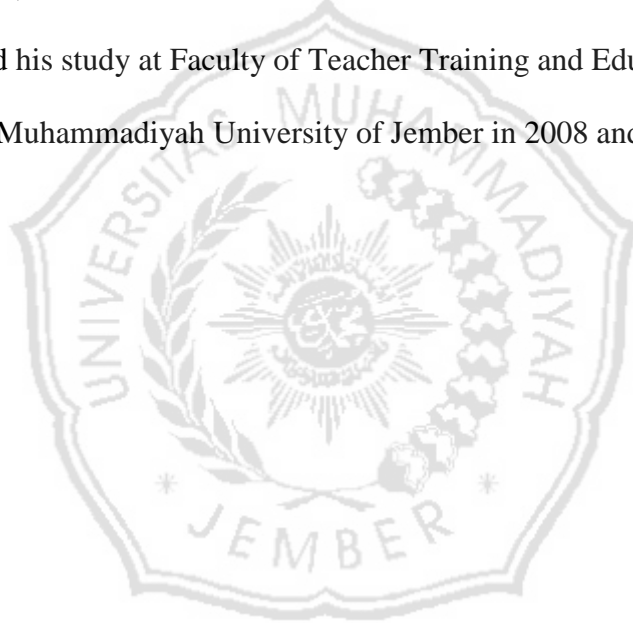 his study at Faculty of Teacher Training and Edu
Muhammadiyah University of Jember in 2008 and
UNIVERSITAS MUHAMMADIYAH
JEMBER